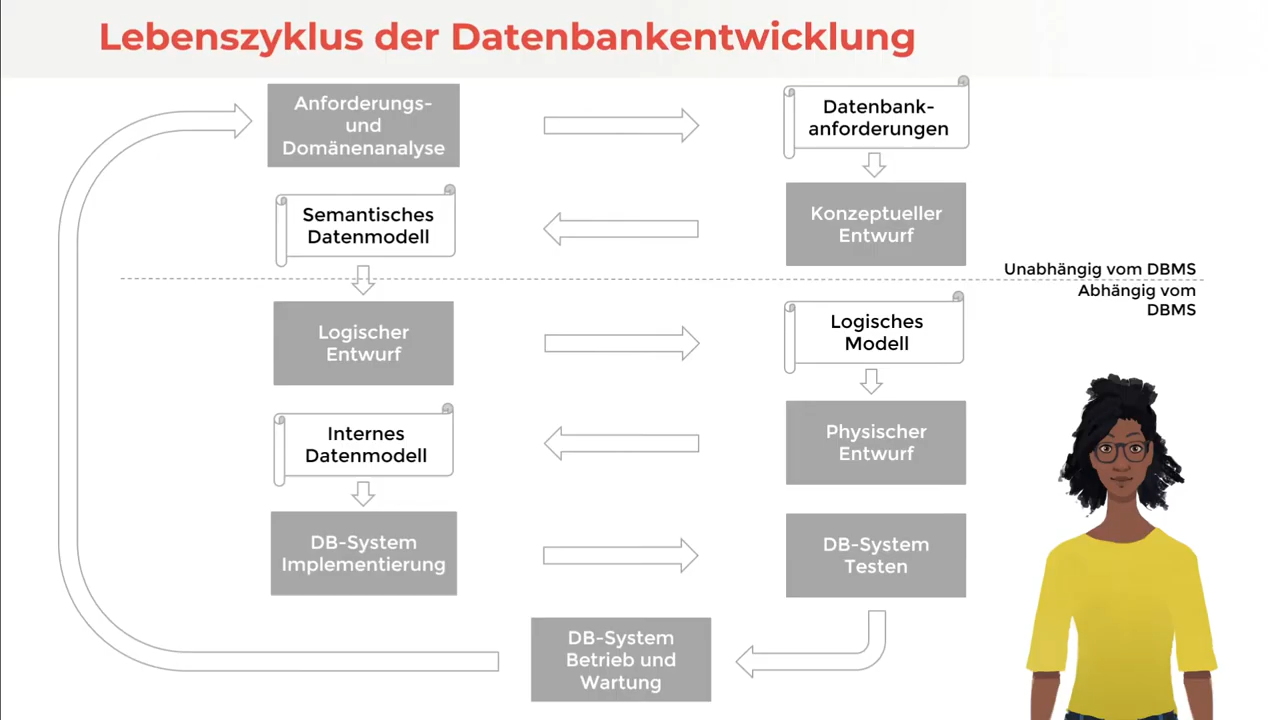 Lebenszyklus der Datenbankentwicklung
Anforderungs-
und
Domänenanalyse
Datenbank-
anforderungen
Semantisches
Datenmodell
Konzeptueller
Entwurf
Unabhängig vom DBMS
Abhängig vom
DBMS
Logischer
Entwurf
Logisches
Modell
Internes
Datenmodell
Physischer
Entwurf
DB-System
Implementierung
DB-System
Testen
DB-System
Betrieb und
Wartung